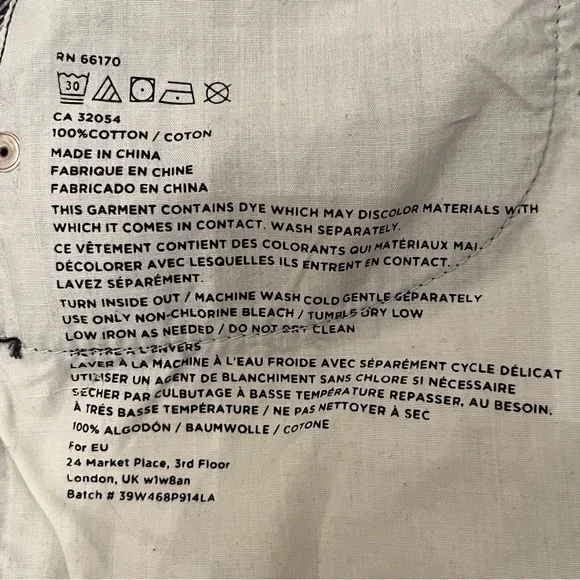 RN 66170
30
CA 32054
100%COTTON / COTON
MADE IN CHINA
FABRIQUE EN CHINE
FABRICADO EN CHINA
THIS GARMENT CONTAINS DYE WHICH MAY DISCOLOR MATERIALS WITH
WHICH IT COMES IN CONTACT. WASH SEPARATELY.
CE VÊTEMENT CONTIENT DES COLORANTS QUI MATÉRIAUX MAI
DÉCOLORER AVEC LESQUELLES ILS ENTRENT EN CONTACT.
LAVEZ SÉPARÉMENT.
TURN INSIDE OUT / MACHINE WASH COLD GENTLE SEPARATELY
USE ONLY NON-CHLORINE BLEACH / TUMBLE DRY LOW
LOW IRON AS NEEDED / DO NOT DRY CLEAN
METTRE À L'ENVERS
LAVER À LA MACHINE À L'EAU FROIDE AVEC SÉPARÉMENT CYCLE DÉLICAT
UTILISER UN AGENT DE BLANCHIMENT SANS CHLORE SI NÉCESSAIRE
SÉCHER PAR CULBUTAGE À BASSE TEMPÉRATURE REPASSER, AU BESOIN.
À TRÉS BASSE TEMPÉRATURE / NE PAS NETTOYER À SEC
100% ALGODÓN / BAUMWOLLE / COTONE
For EU
24 Market Place, 3rd Floor
London, UK w1w8an
Batch # 39W468P914LA